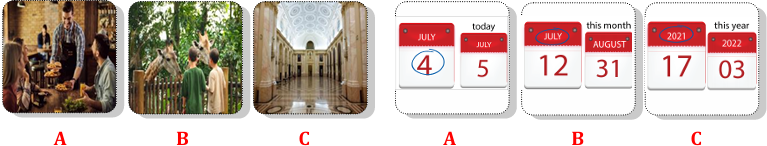 today
JULY
4
JULY
5
this month
JULY
12
AUGUST
31
this year
2021
17
2022
03
A
B
C
A
B
C